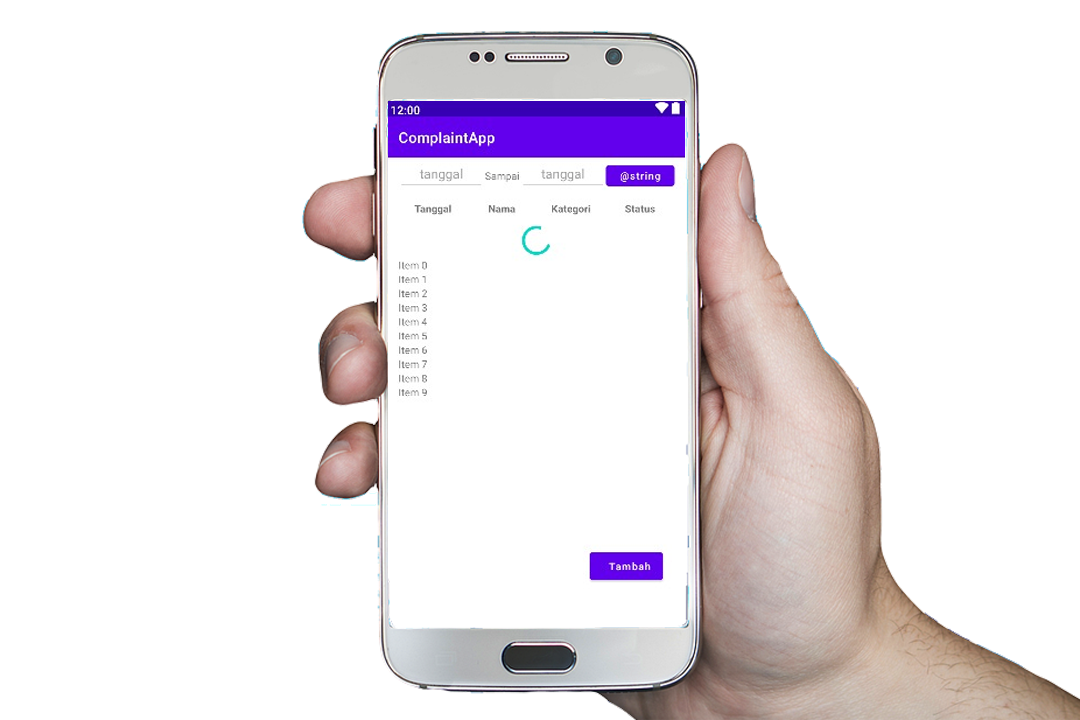 12:00
ComplaintApp
tanggal Sampai tanggal @string
Tanggal Nama Kategori Status
Item 0
Item 1
Item 2
Item 3
Item 4
Item 5
Item 6
Item 7
Item 8
Item 9
Tambah